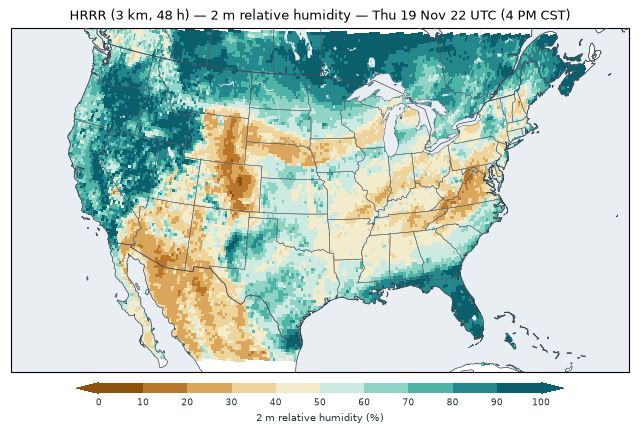 HRRR (3 km, 48 h) — 2 m relative humidity — Thu 19 Nov 22 UTC (4 PM CST)
0 10 20 30 40 50 60 70 80 90 100
2 m relative humidity (%)